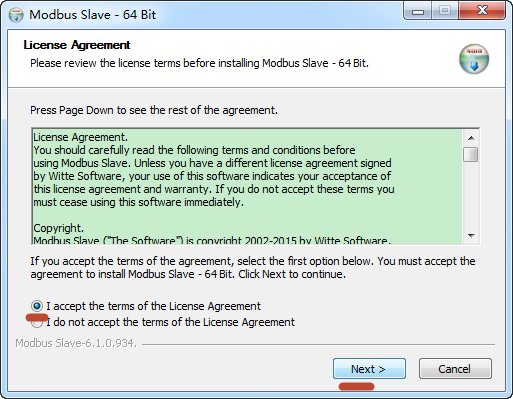 Modbus Slave - 64 Bit
License Agreement
Please review the license terms before installing Modbus Slave - 64 Bit.
Press Page Down to see the rest of the agreement.
License Agreement.
You should carefully read the following terms and conditions before
using Modbus Slave. Unless you have a different license agreement signed
by Witte Software, your use of this software indicates your acceptance of
this license agreement and warranty. If you do not accept these terms you
must cease using this software immediately.
Copyright.
Modbus Slave ("The Software") is copyright 2002-2015 by Witte Software.
If you accept the terms of the agreement, select the first option below. You must accept the
agreement to install Modbus Slave - 64 Bit. Click Next to continue.
I accept the terms of the License Agreement
I do not accept the terms of the License Agreement
Modbus Slave-6.1.0.934.
Next >
Cancel